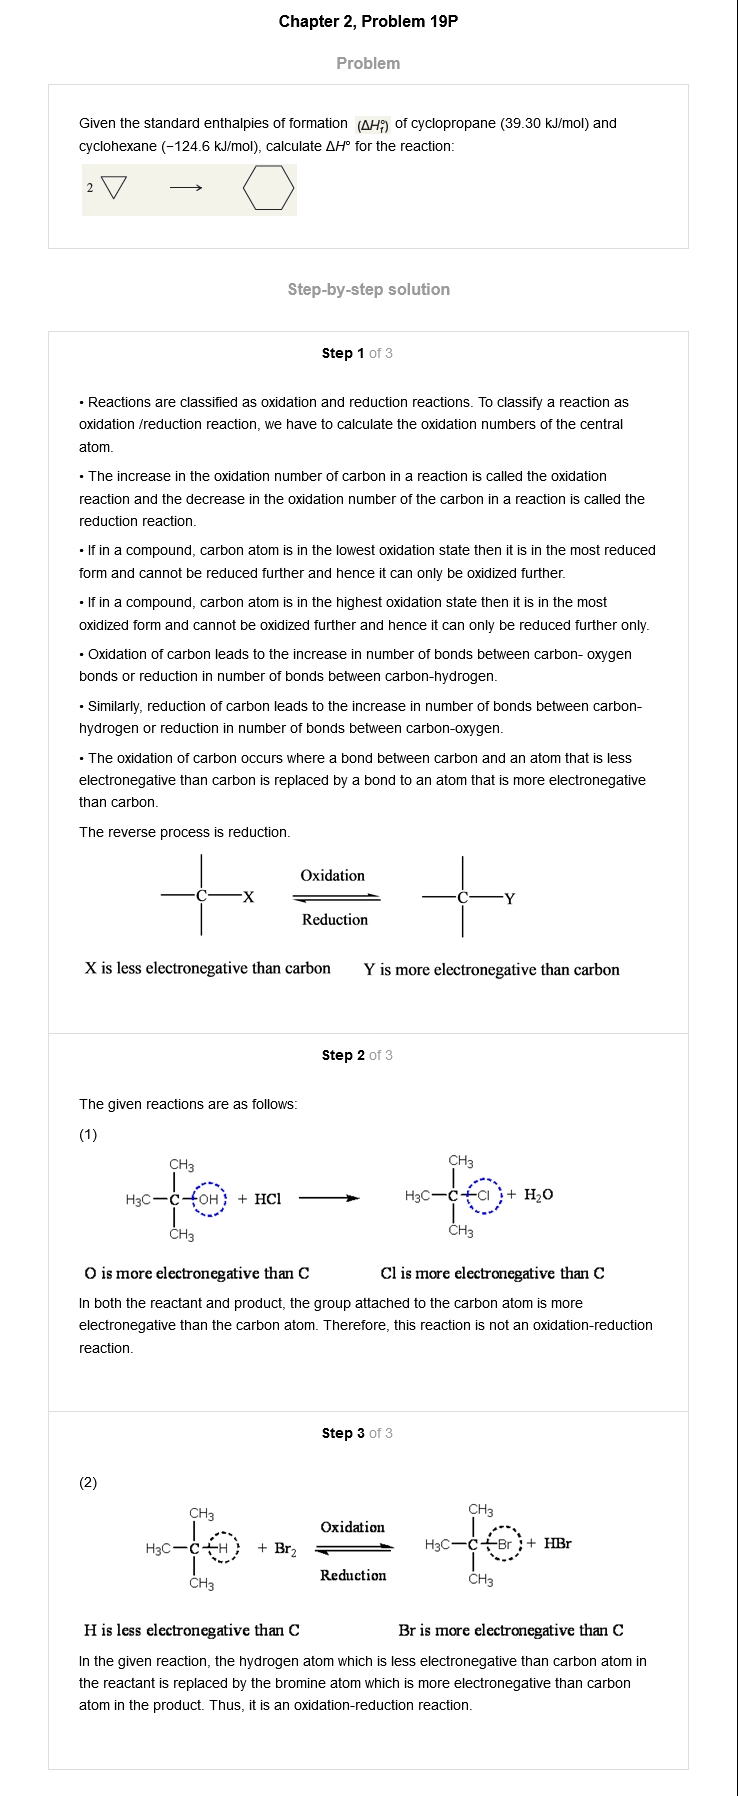 Chapter 2, Problem 19P
Problem
Given the standard enthalpies of formation (ΔH°f) of cyclopropane (39.30 kJ/mol) and
cyclohexane (−124.6 kJ/mol), calculate ΔH° for the reaction:
2
Step-by-step solution
Step 1 of 3
• Reactions are classified as oxidation and reduction reactions. To classify a reaction as
oxidation /reduction reaction, we have to calculate the oxidation numbers of the central
atom.
• The increase in the oxidation number of carbon in a reaction is called the oxidation
reaction and the decrease in the oxidation number of the carbon in a reaction is called the
reduction reaction.
• If in a compound, carbon atom is in the lowest oxidation state then it is in the most reduced
form and cannot be reduced further and hence it can only be oxidized further.
• If in a compound, carbon atom is in the highest oxidation state then it is in the most
oxidized form and cannot be oxidized further and hence it can only be reduced further only.
• Oxidation of carbon leads to the increase in number of bonds between carbon- oxygen
bonds or reduction in number of bonds between carbon-hydrogen.
• Similarly, reduction of carbon leads to the increase in number of bonds between carbon-
hydrogen or reduction in number of bonds between carbon-oxygen.
• The oxidation of carbon occurs where a bond between carbon and an atom that is less
electronegative than carbon is replaced by a bond to an atom that is more electronegative
than carbon.
The reverse process is reduction.
Oxidation
C X C Y
Reduction
X is less electronegative than carbon Y is more electronegative than carbon
Step 2 of 3
The given reactions are as follows:
(1)
CH3 CH3
H3C C OH + HCl H3C C Cl + H2O
CH3 CH3
O is more electronegative than C Cl is more electronegative than C
In both the reactant and product, the group attached to the carbon atom is more
electronegative than the carbon atom. Therefore, this reaction is not an oxidation-reduction
reaction.
Step 3 of 3
(2)
CH3 CH3
Oxidation
H3C C H + Br2 H3C C Br + HBr
Reduction
CH3 CH3
H is less electronegative than C Br is more electronegative than C
In the given reaction, the hydrogen atom which is less electronegative than carbon atom in
the reactant is replaced by the bromine atom which is more electronegative than carbon
atom in the product. Thus, it is an oxidation-reduction reaction.